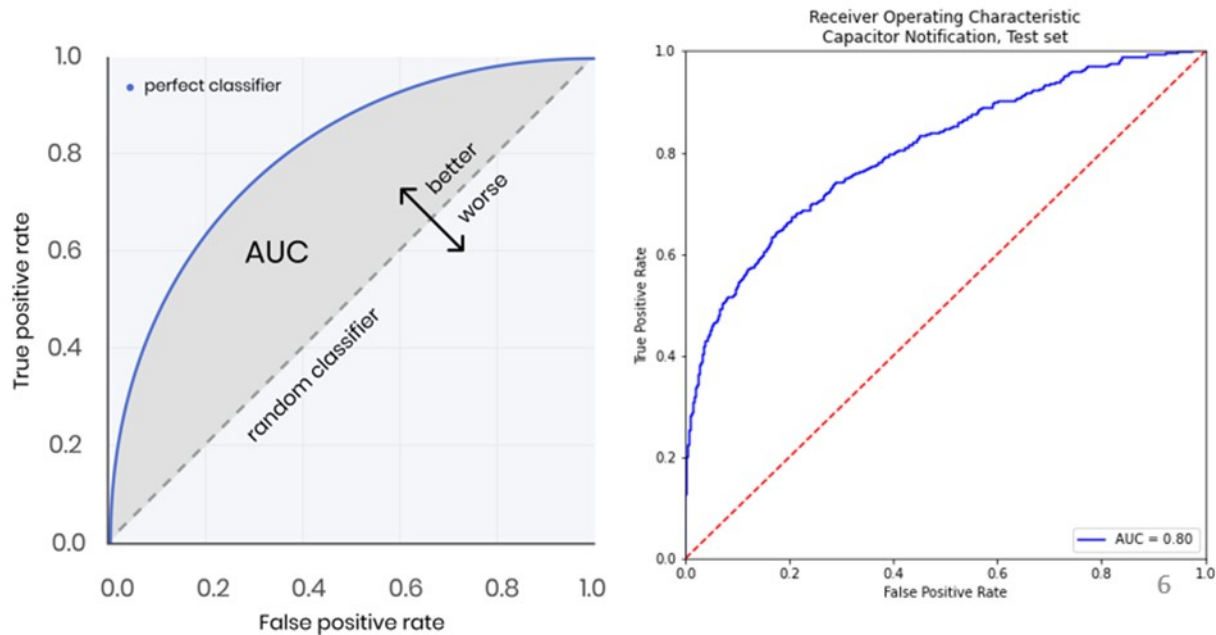 1.0
0.8
0.6
0.4
0.2
0.0
True positive rate
perfect classifier
AUC
better
worse
random classifier
0.0 0.2 0.4 0.6 0.8 1.0
False positive rate
Receiver Operating Characteristic
Capacitor Notification, Test set
1.0
0.8
0.6
0.4
0.2
0.0
True Positive Rate
AUC = 0.80
0.0 0.2 0.4 0.6 0.8 1.0
False Positive Rate
6